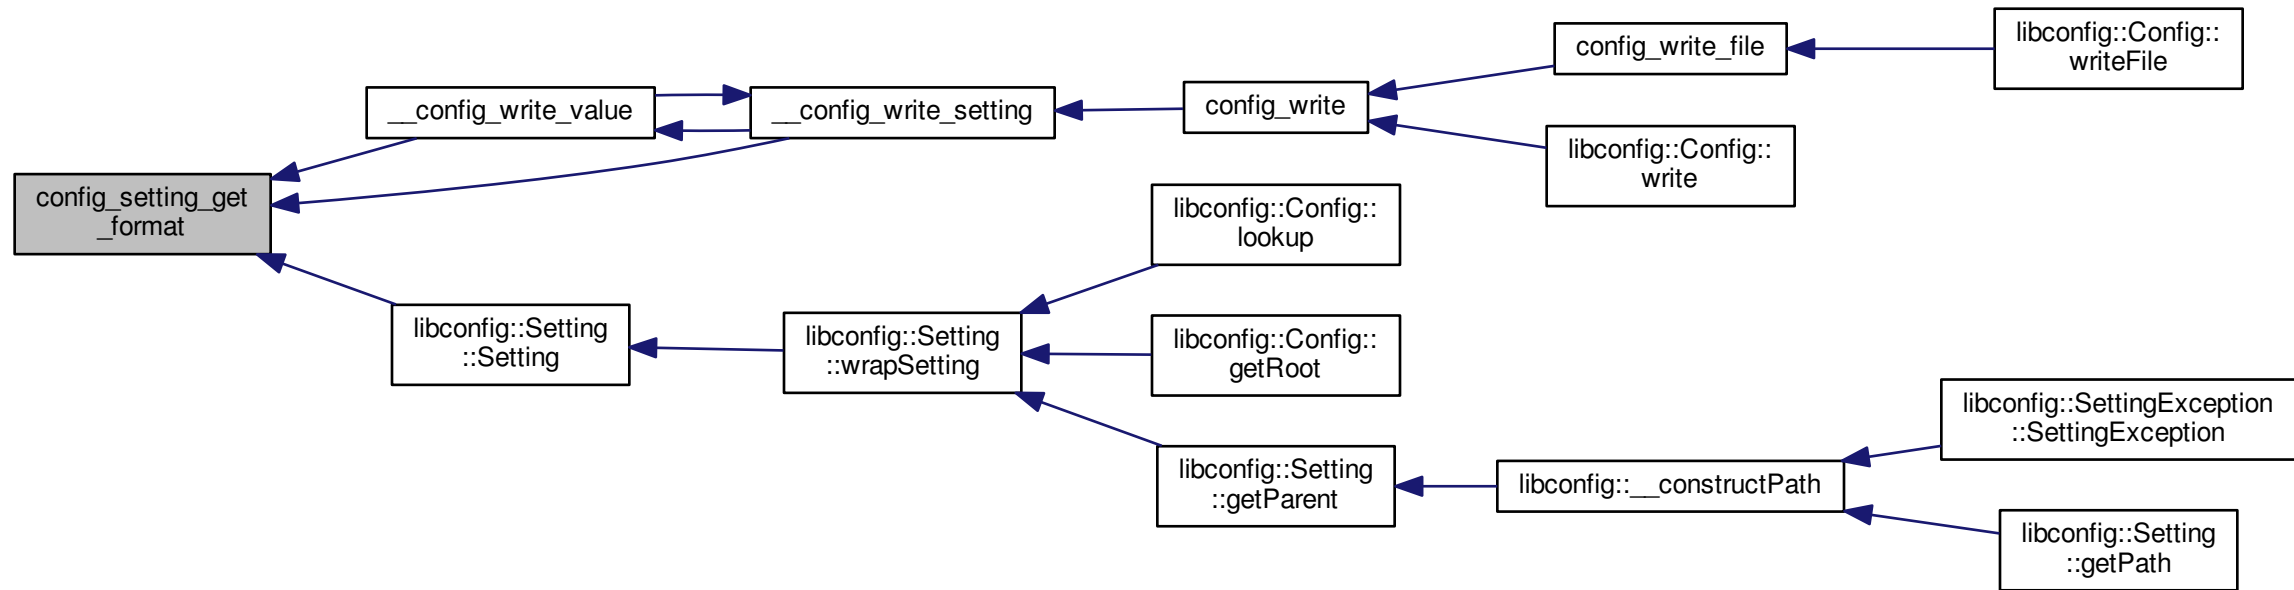 config_setting_get
_format
__config_write_value
__config_write_setting
config_write
config_write_file
libconfig::Config::
writeFile
libconfig::Config::
write
libconfig::Setting
::Setting
libconfig::Setting
::wrapSetting
libconfig::Config::
lookup
libconfig::Config::
getRoot
libconfig::Setting
::getParent
libconfig::__constructPath
libconfig::SettingException
::SettingException
libconfig::Setting
::getPath